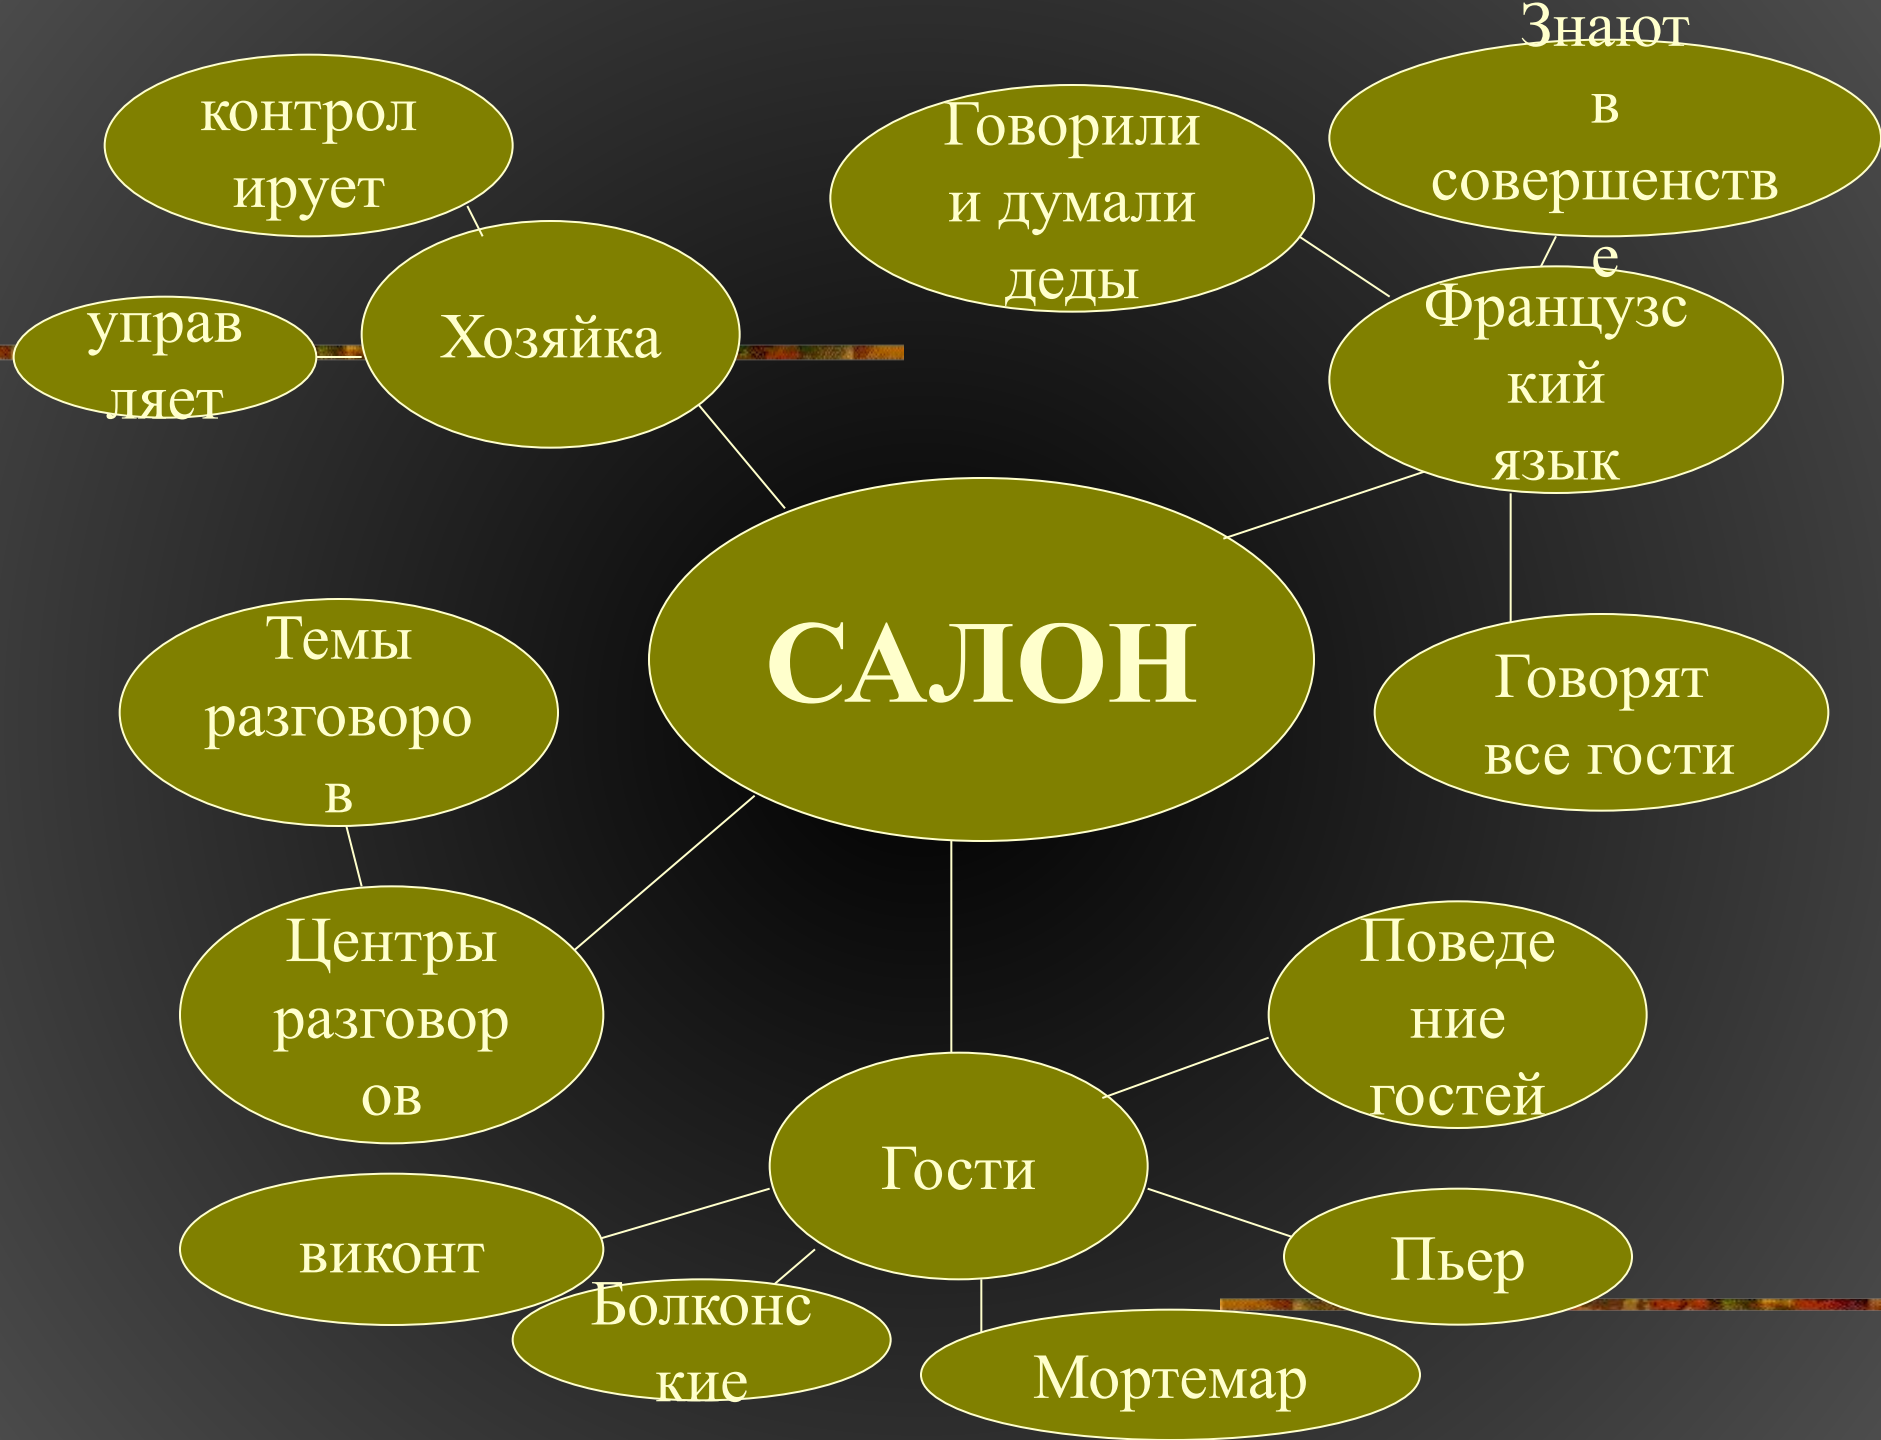 контрол
ирует
управ
ляет
Хозяйка
Говорили
и думали
деды
Знают
в
совершенств
е
Французс
кий
язык
САЛОН
Говорят
все гости
Темы
разговоро
в
Центры
разговор
ов
Поведе
ние
гостей
Гости
виконт
Болконс
кие
Мортемар
Пьер